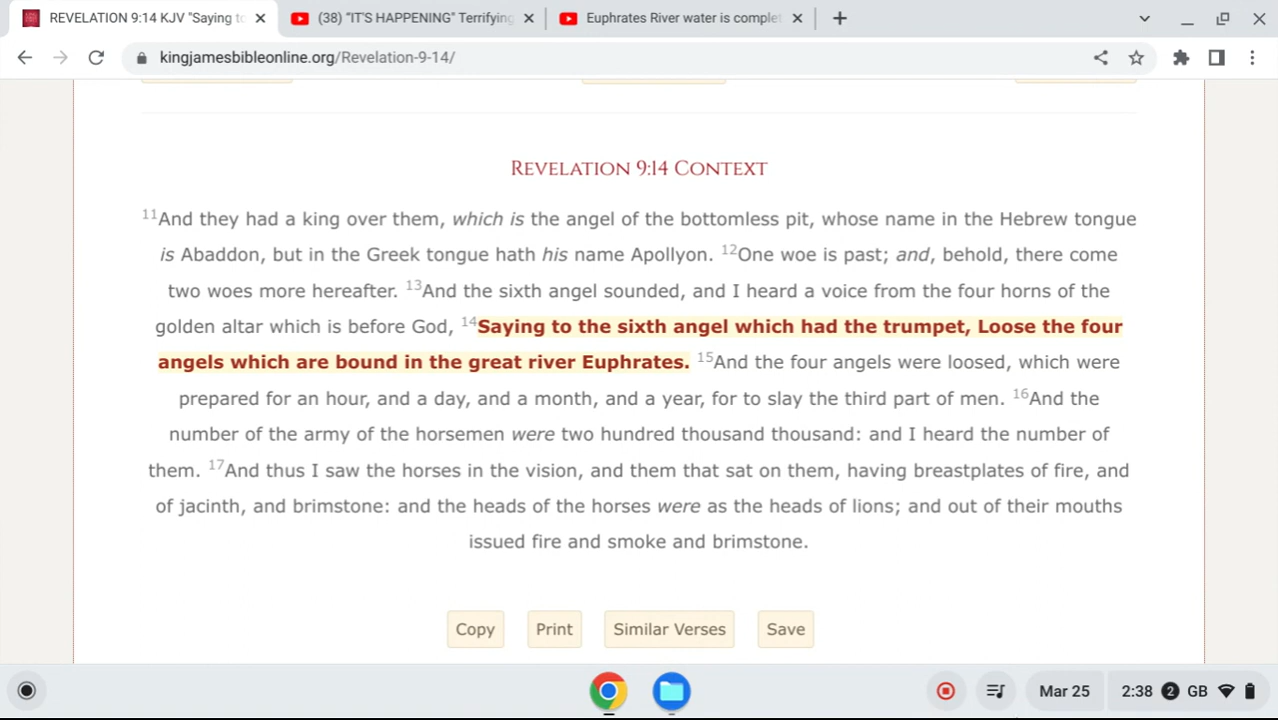 REVELATION 9:14 KJV "Saying to
(38) "IT'S HAPPENING" Terrifying
Euphrates River water is complet
kingjamesbibleonline.org/Revelation-9-14/
REVELATION 9:14 CONTEXT
11And they had a king over them, which is the angel of the bottomless pit, whose name in the Hebrew tongue
is Abaddon, but in the Greek tongue hath his name Apollyon. 12One woe is past; and, behold, there come
two woes more hereafter. 13And the sixth angel sounded, and I heard a voice from the four horns of the
golden altar which is before God, 14Saying to the sixth angel which had the trumpet, Loose the four
angels which are bound in the great river Euphrates. 15And the four angels were loosed, which were
prepared for an hour, and a day, and a month, and a year, for to slay the third part of men. 16And the
number of the army of the horsemen were two hundred thousand thousand: and I heard the number of
them. 17And thus I saw the horses in the vision, and them that sat on them, having breastplates of fire, and
of jacinth, and brimstone: and the heads of the horses were as the heads of lions; and out of their mouths
issued fire and smoke and brimstone.
Copy Print Similar Verses Save
Mar 25 2:38 2 GB